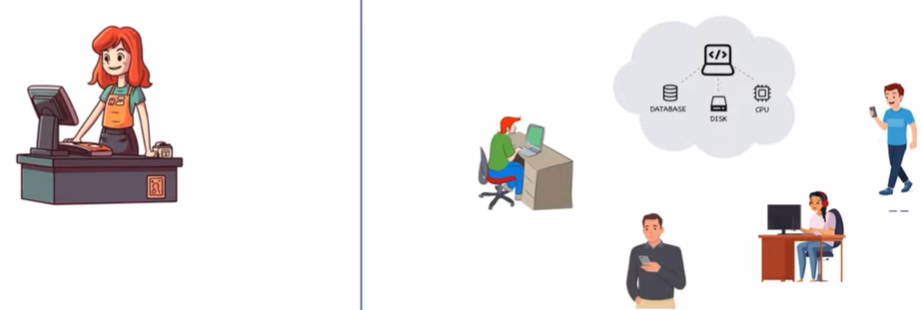 </>
DATABASE
DISK
CPU